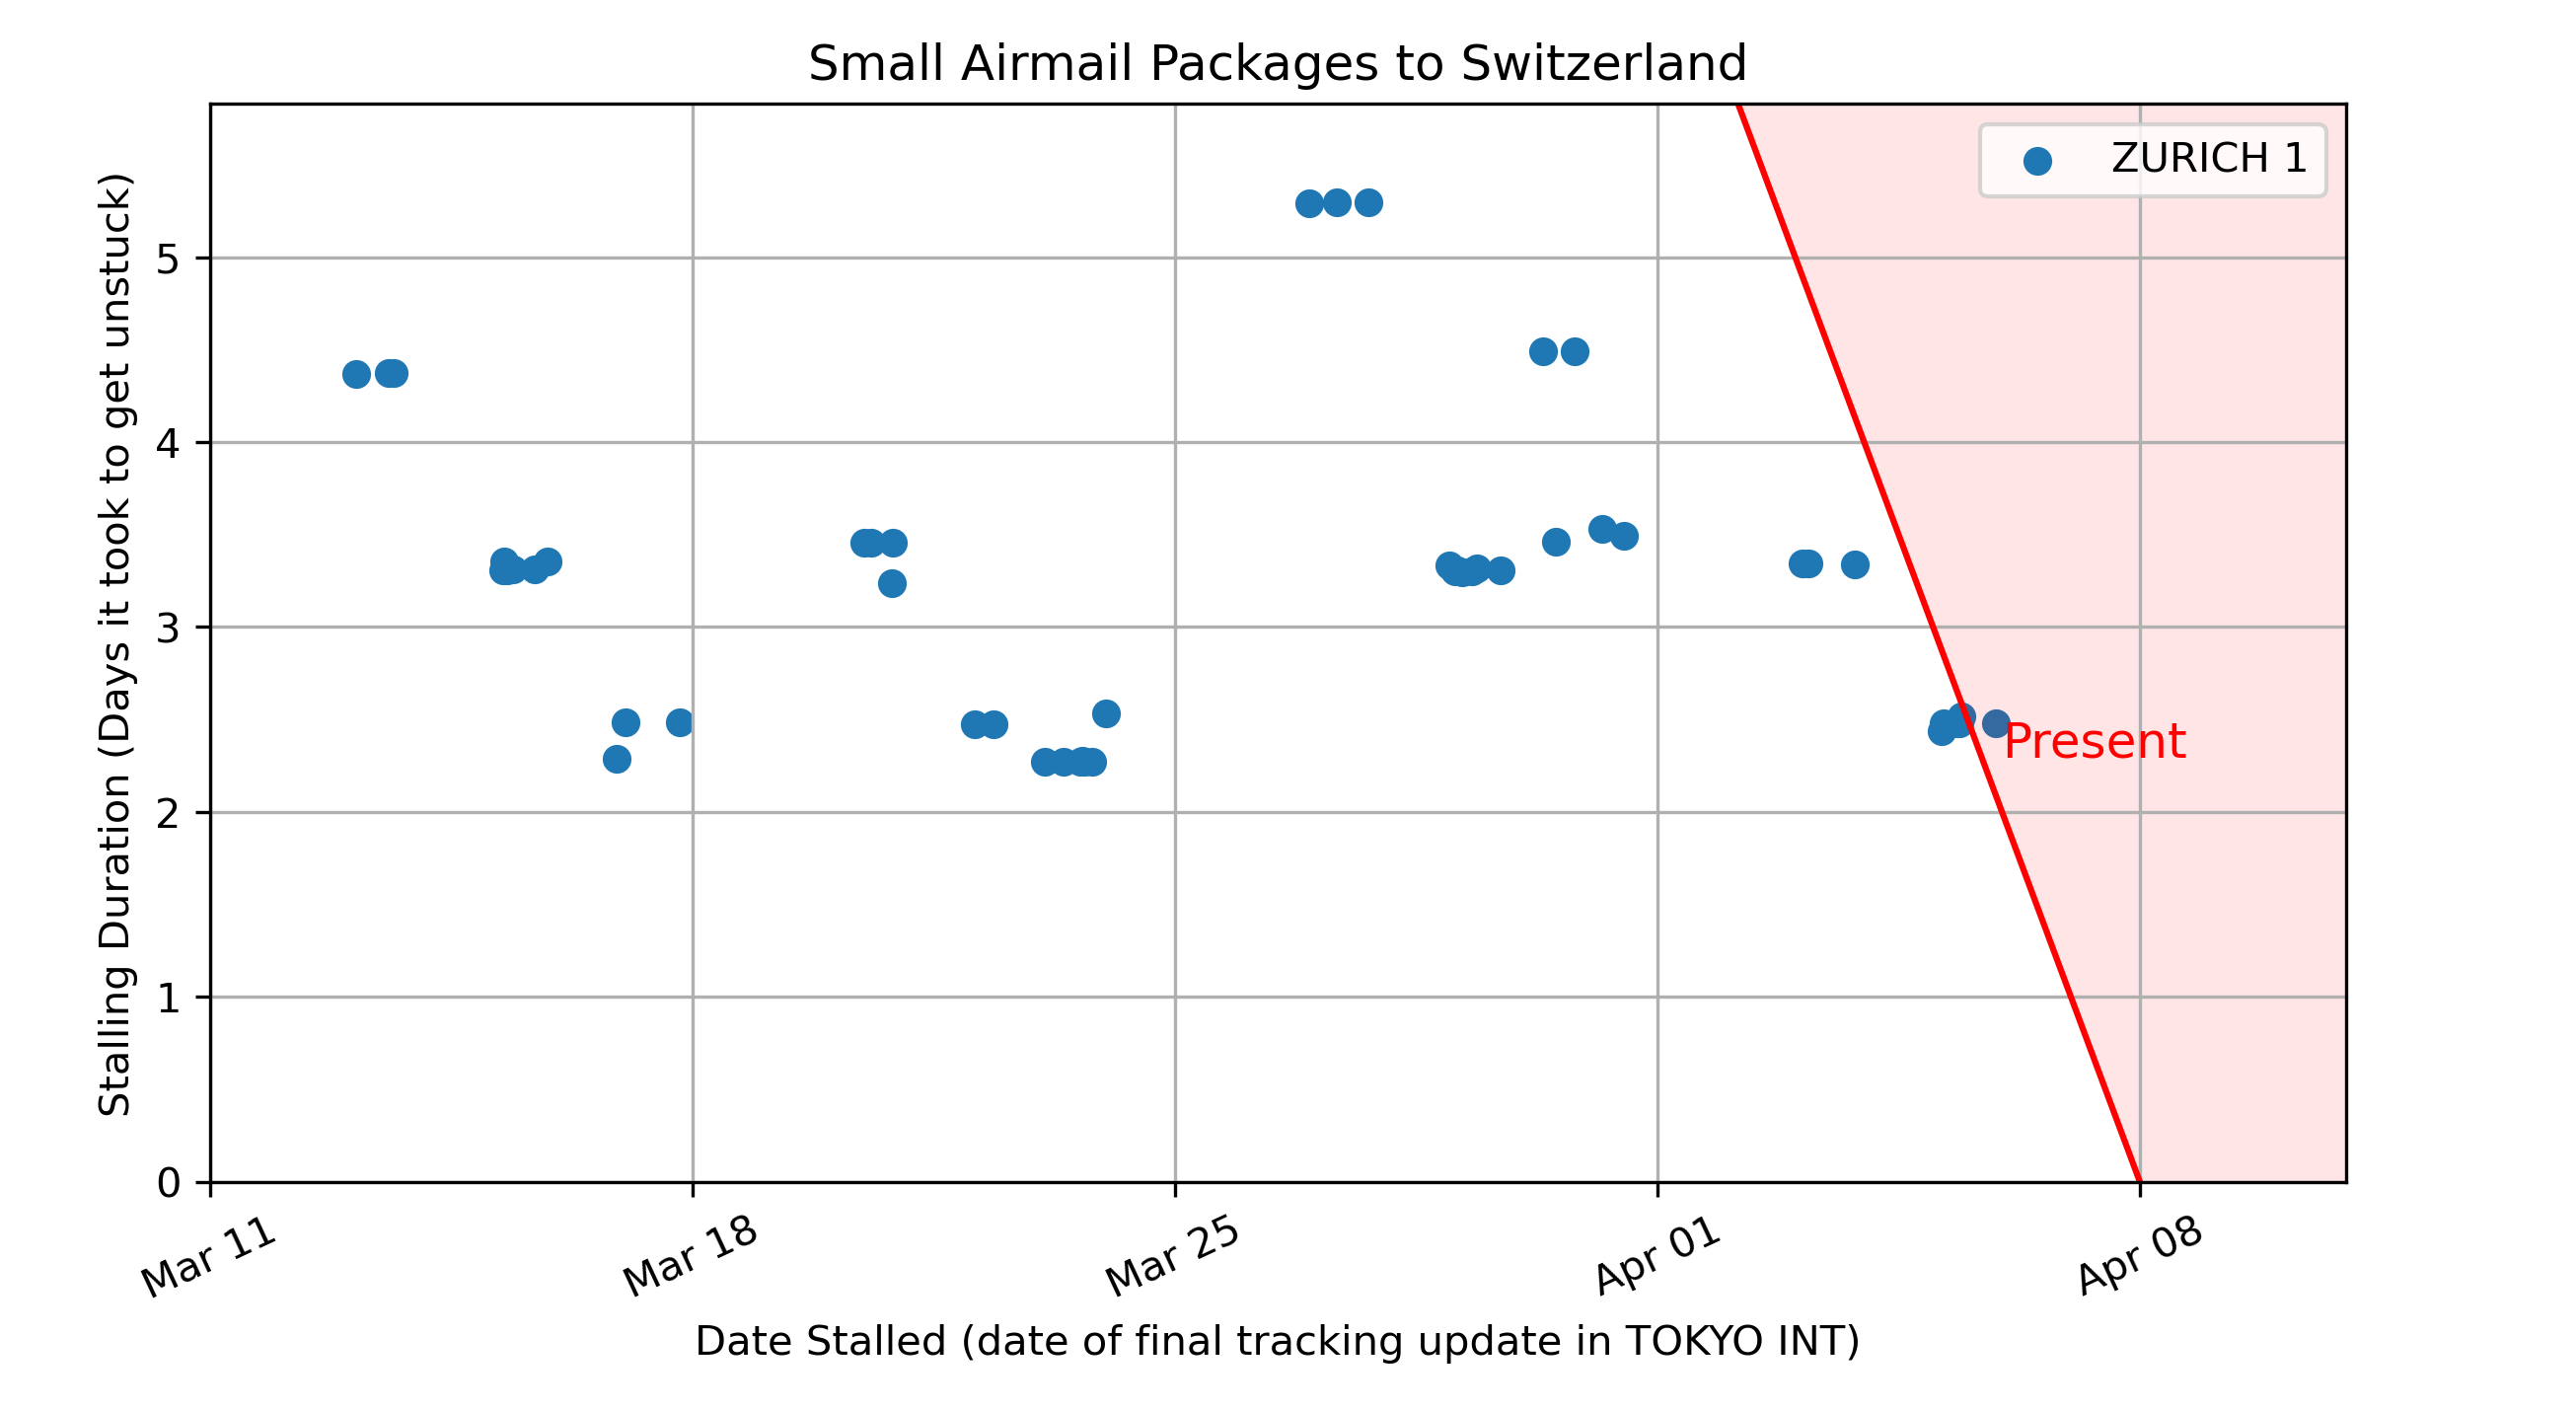 Small Airmail Packages to Switzerland
ZURICH 1
Stalling Duration (Days it took to get unstuck)
5
4
3
2
1
0
Present
Mar 11
Mar 18
Mar 25
Apr 01
Apr 08
Date Stalled (date of final tracking update in TOKYO INT)